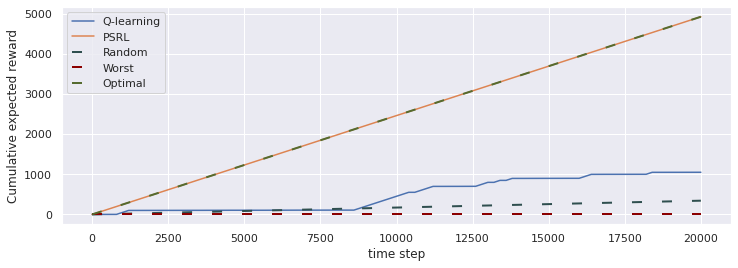 Cumulative expected reward
5000
4000
3000
2000
1000
0
Q-learning
PSRL
Random
Worst
Optimal
0 2500 5000 7500 10000 12500 15000 17500 20000
time step